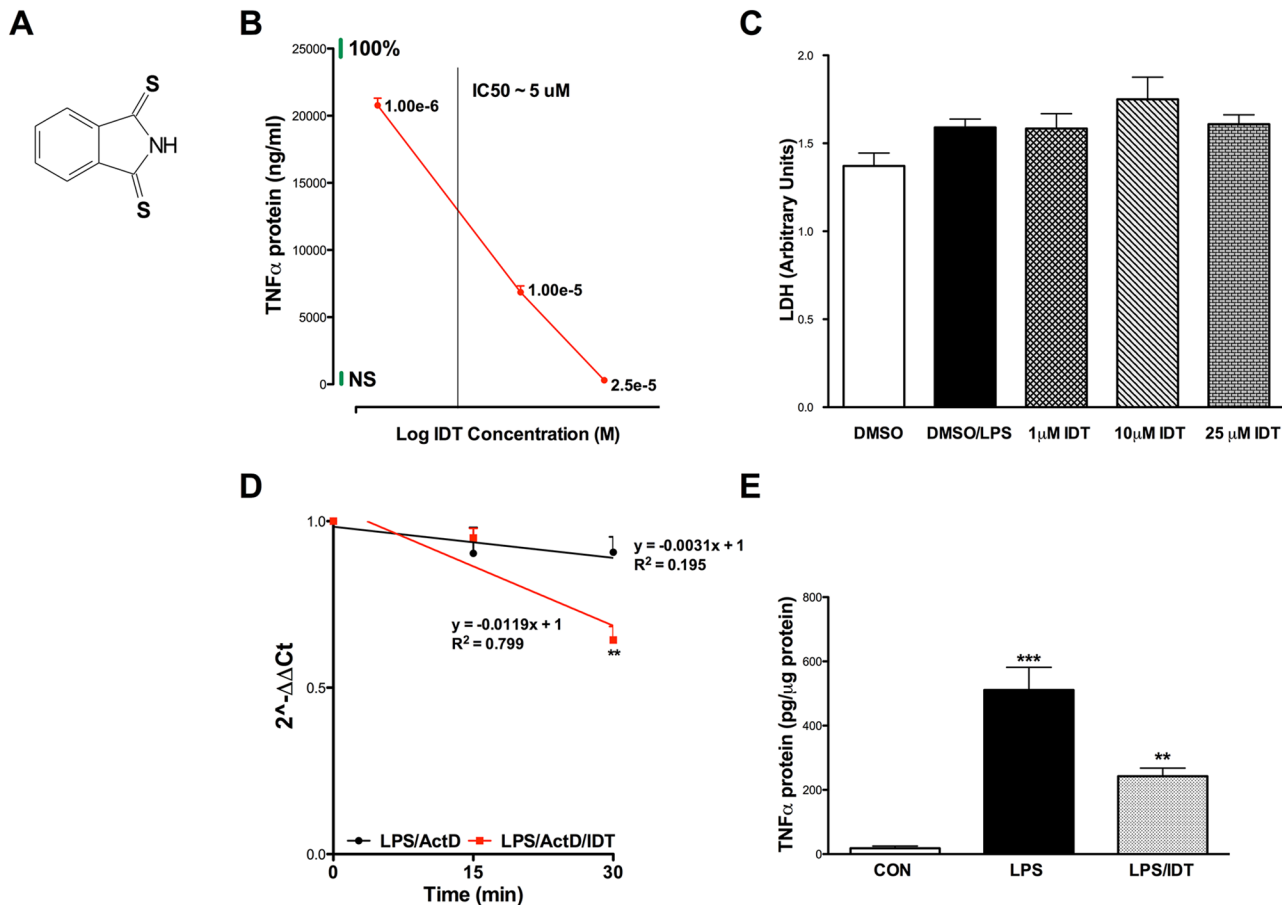 A
S
NH
S
B
100%
25000
20000
15000
10000
5000
0
TNFα protein (ng/ml)
IC50 ~ 5 uM
1.00e-6
1.00e-5
2.5e-5
NS
Log IDT Concentration (M)
C
2.0
1.5
1.0
0.5
0.0
LDH (Arbitrary Units)
DMSO
DMSO/LPS
1μM IDT
10μM IDT
25 μM IDT
D
1.0
0.5
0.0
2^-ΔΔCt
y = -0.0031x + 1
R² = 0.195
y = -0.0119x + 1
R² = 0.799
**
LPS/ActD
LPS/ActD/IDT
0
15
30
Time (min)
E
800
600
400
200
0
TNFα protein (pg/μg protein)
***
**
CON
LPS
LPS/IDT